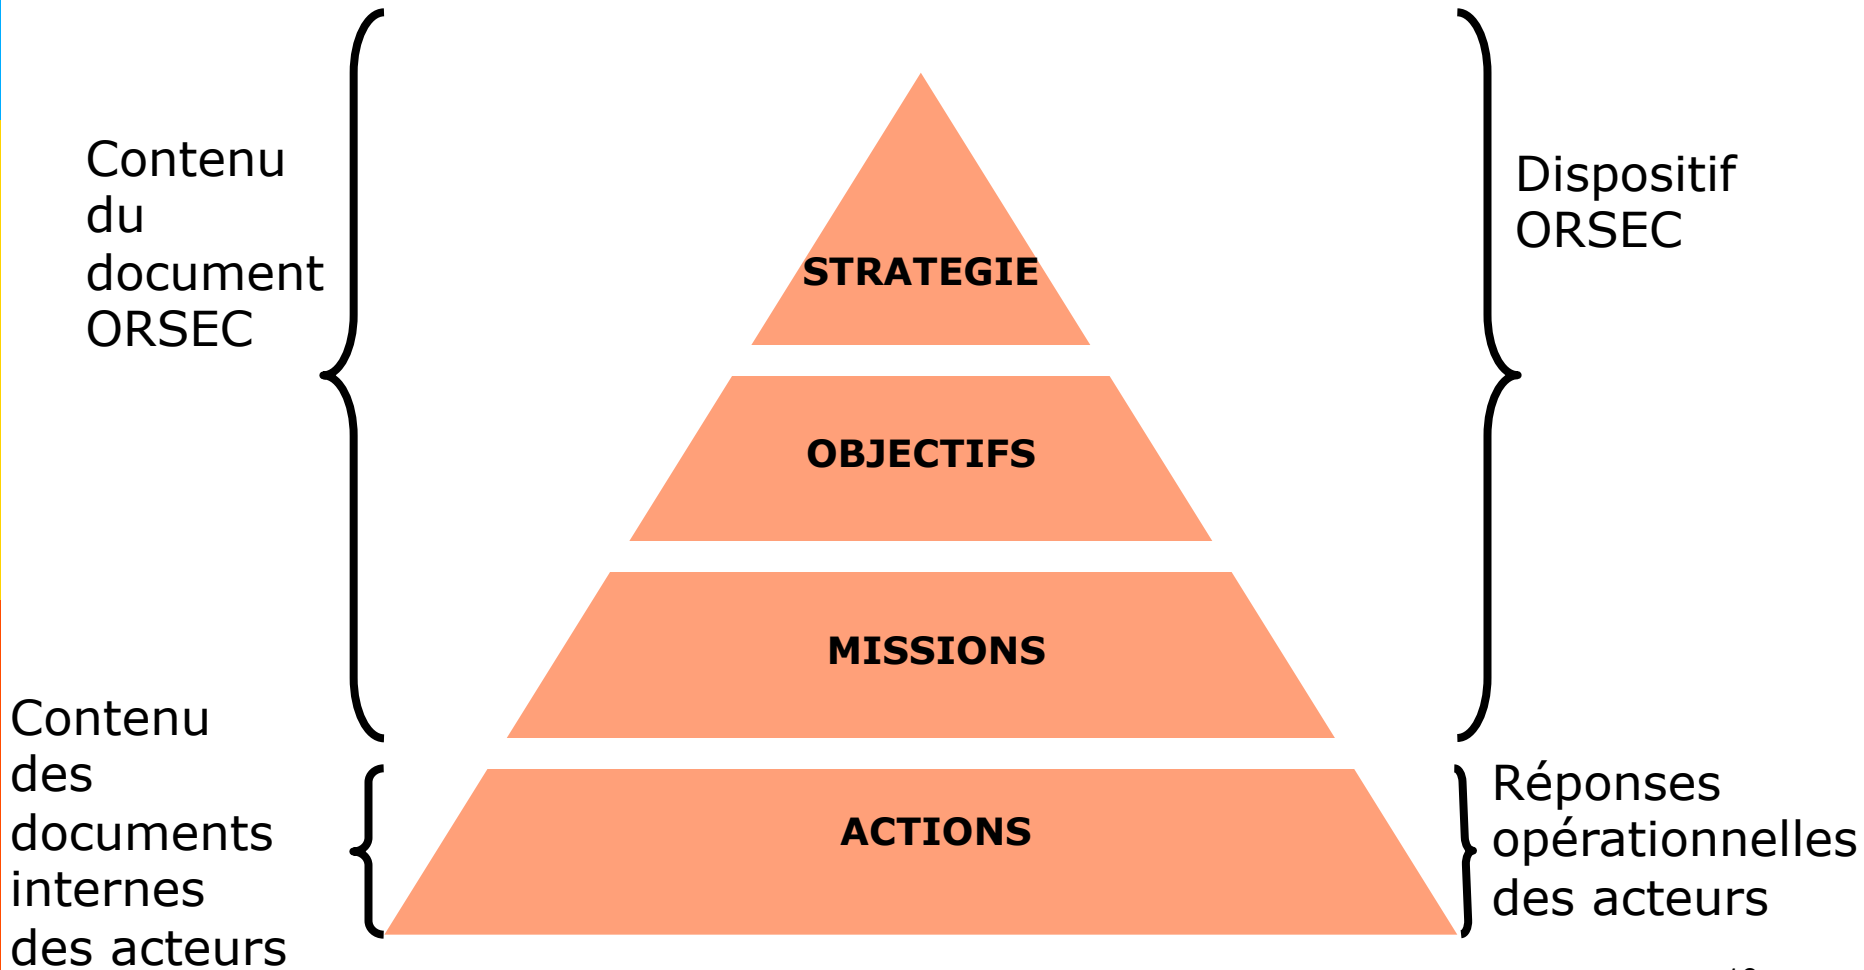 Contenu
du
document
ORSEC
Dispositif
ORSEC
STRATEGIE
OBJECTIFS
MISSIONS
ACTIONS
Contenu
des
documents
internes
des acteurs
Réponses
opérationnelles
des acteurs